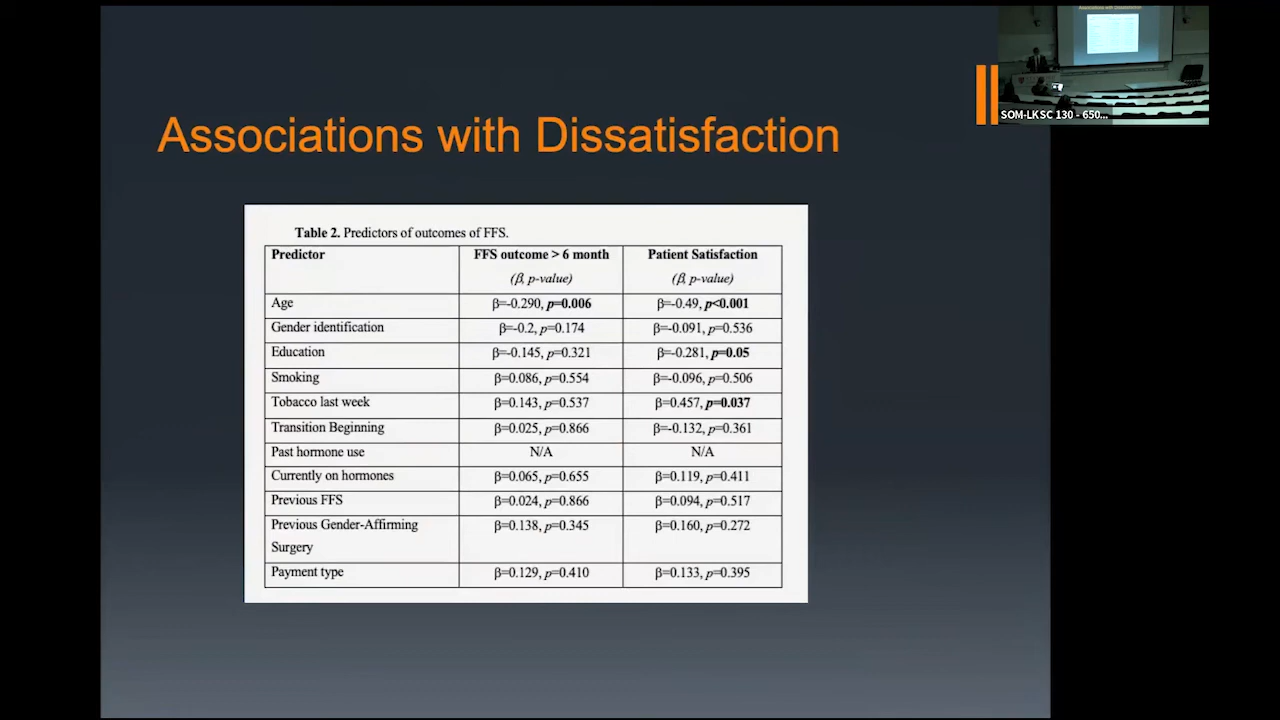 Associations with Dissatisfaction
Table 2. Predictors of outcomes of FFS.
Predictor FFS outcome > 6 month Patient Satisfaction
(β, p-value) (β, p-value)
Age β=-0.290, p=0.006 β=-0.49, p<0.001
Gender identification β=-0.2, p=0.174 β=-0.091, p=0.536
Education β=-0.145, p=0.321 β=-0.281, p=0.05
Smoking β=0.086, p=0.554 β=-0.096, p=0.506
Tobacco last week β=0.143, p=0.537 β=0.457, p=0.037
Transition Beginning β=0.025, p=0.866 β=-0.132, p=0.361
Past hormone use N/A N/A
Currently on hormones β=0.065, p=0.655 β=0.119, p=0.411
Previous FFS β=0.024, p=0.866 β=0.094, p=0.517
Previous Gender-Affirming β=0.138, p=0.345 β=0.160, p=0.272
Surgery
Payment type β=0.129, p=0.410 β=0.133, p=0.395
Associations with Dissatisfaction
SOM-LKSC 130 - 650...